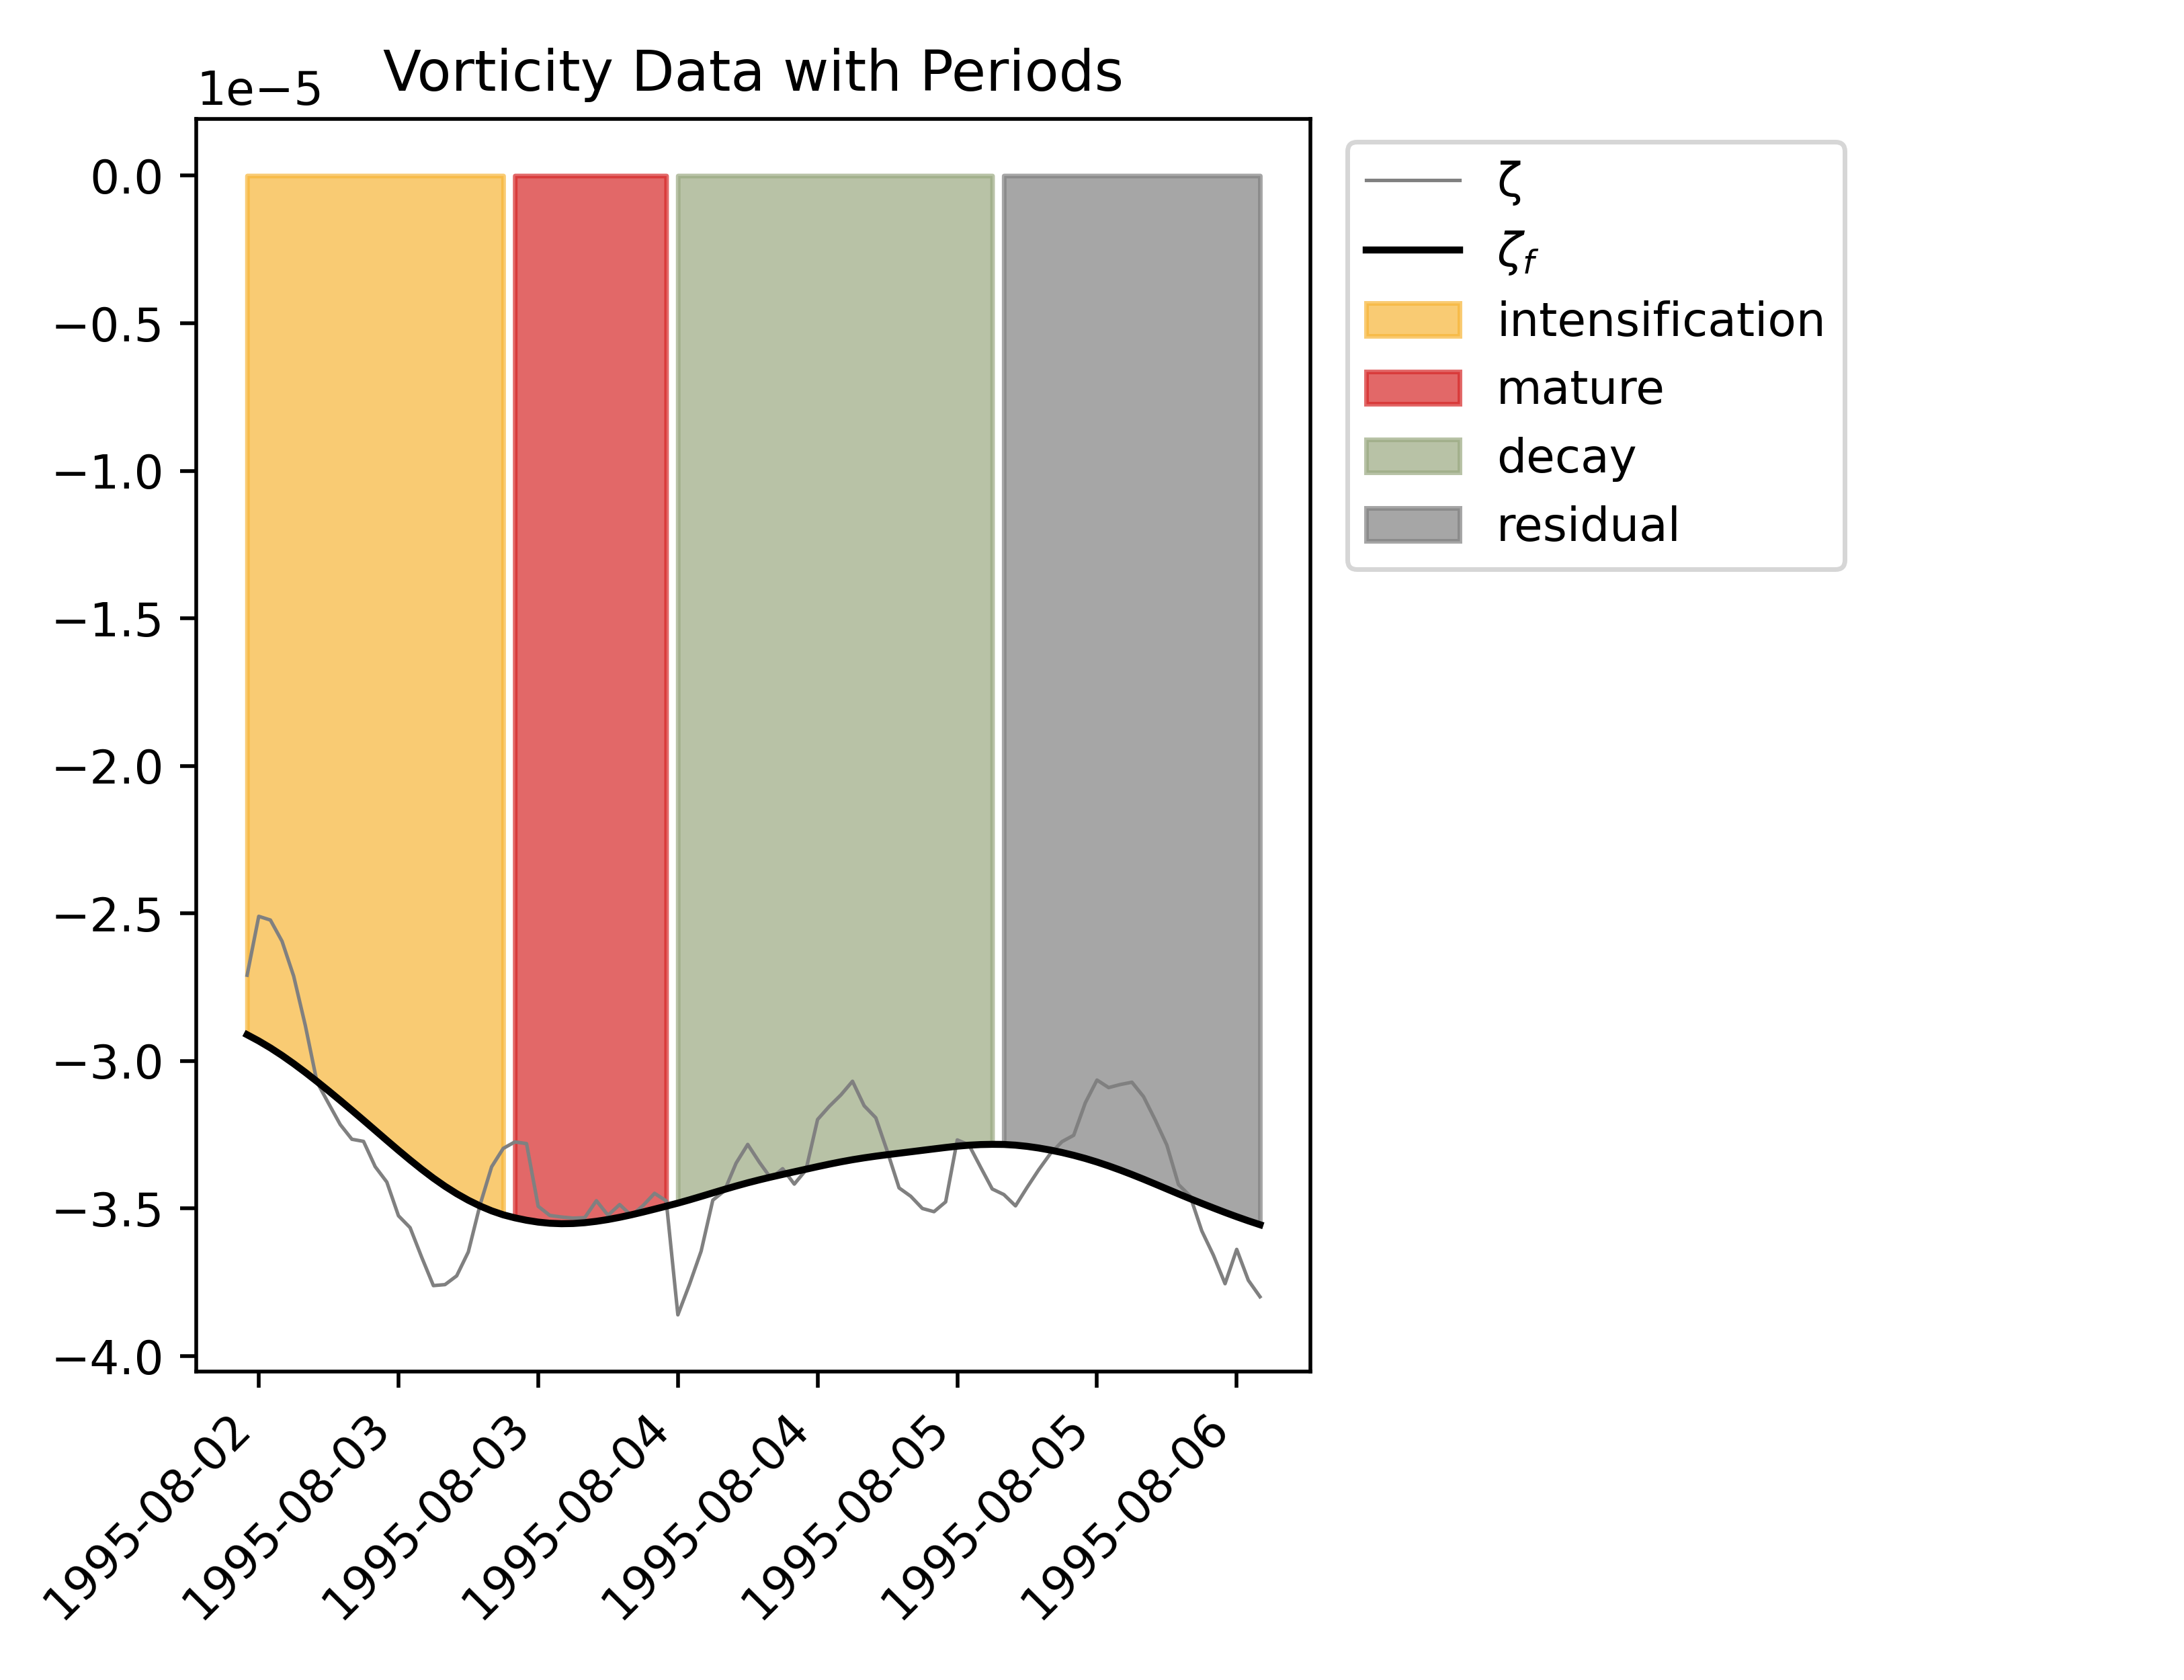 Vorticity Data with Periods
1e−5
0.0
−0.5
−1.0
−1.5
−2.0
−2.5
−3.0
−3.5
−4.0
1995-08-02
1995-08-03
1995-08-03
1995-08-04
1995-08-04
1995-08-05
1995-08-05
1995-08-06
ζ
ζf
intensification
mature
decay
residual